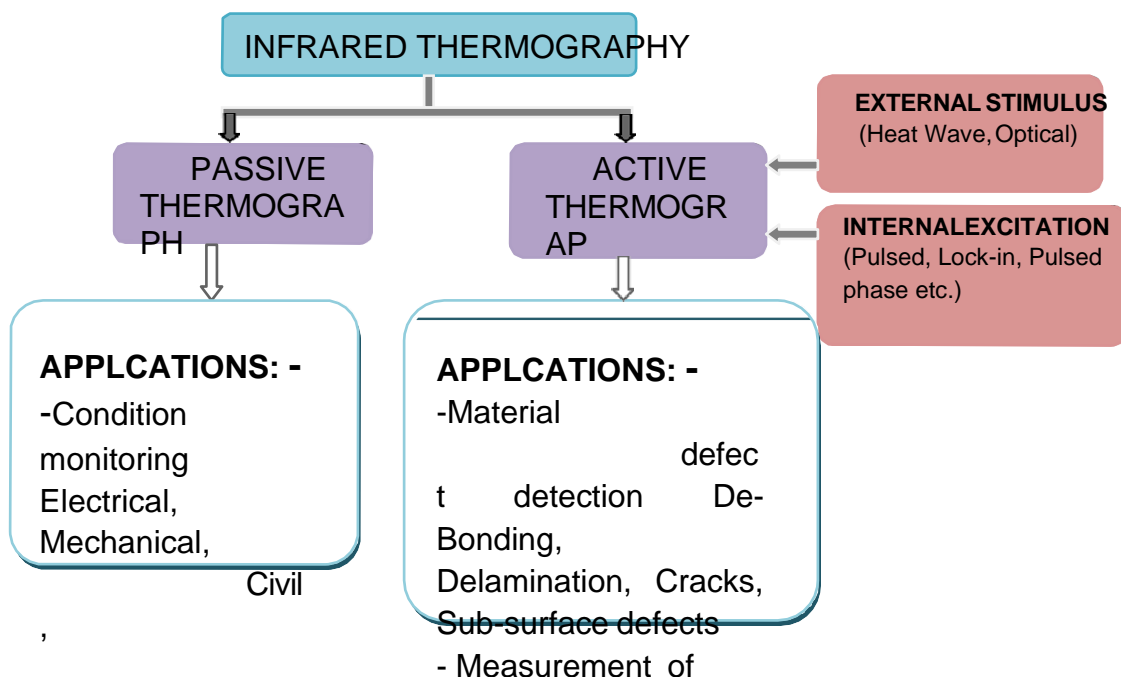 INFRARED THERMOGRAPHY
EXTERNAL STIMULUS
(Heat Wave, Optical)
PASSIVE
THERMOGRA
PH
ACTIVE
THERMOGR
AP
INTERNALEXCITATION
(Pulsed, Lock-in, Pulsed
phase etc.)
APPLCATIONS: -
-Condition
monitoring
Electrical,
Mechanical,
Civil
,
APPLCATIONS: -
-Material
defec
t detection De-
Bonding,
Delamination, Cracks,
Sub-surface defects
- Measurement of